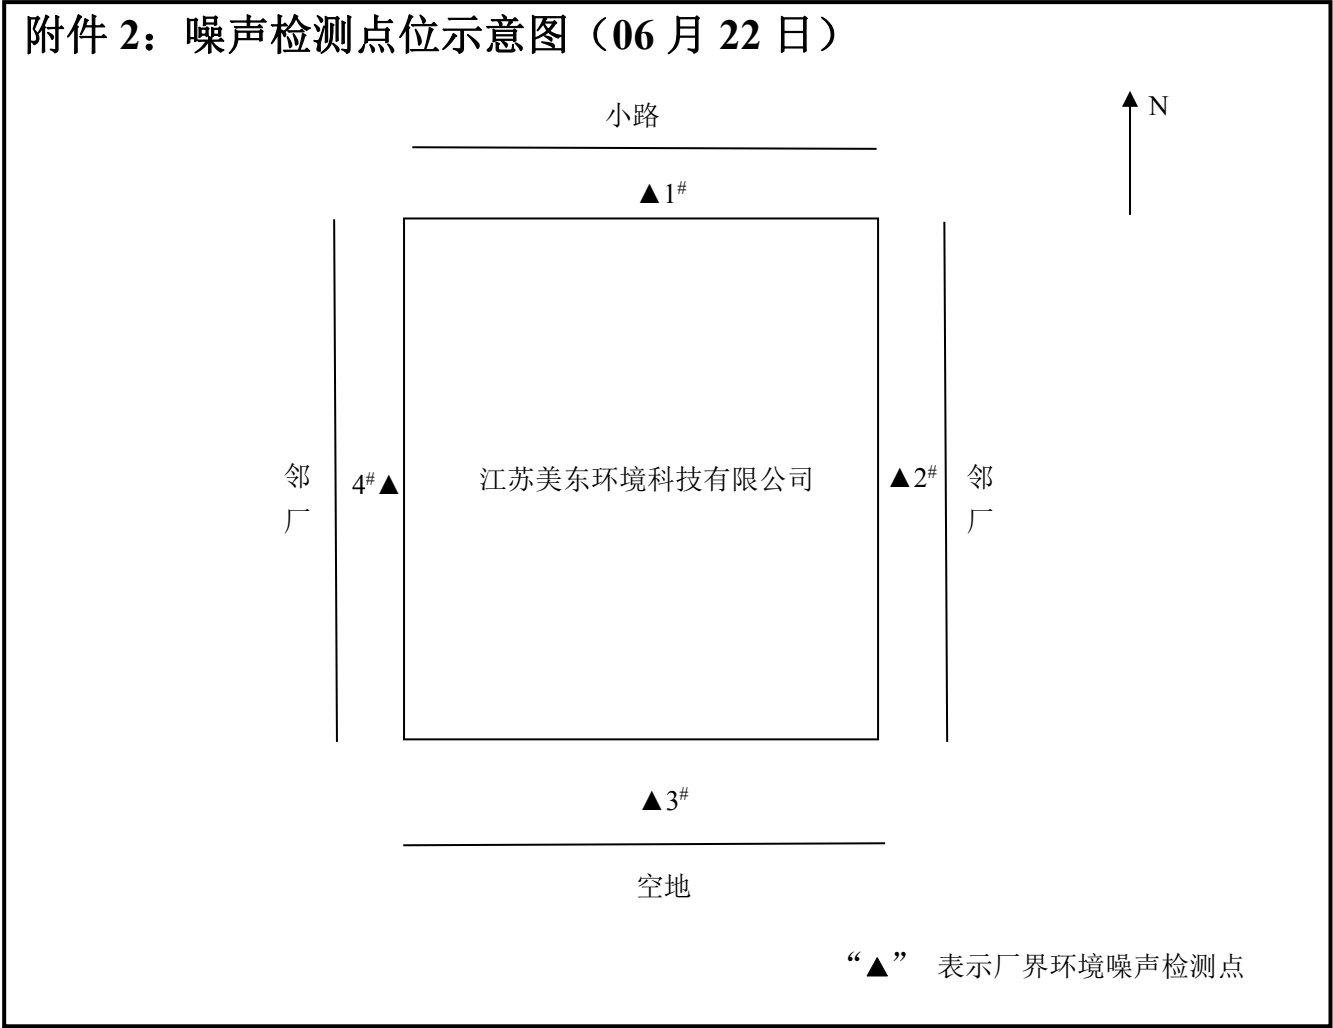 附件 2：噪声检测点位示意图（06 月 22 日）
小路
N
▲1#
邻厂
4#▲
江苏美东环境科技有限公司
▲2#
邻厂
▲3#
空地
“▲” 表示厂界环境噪声检测点